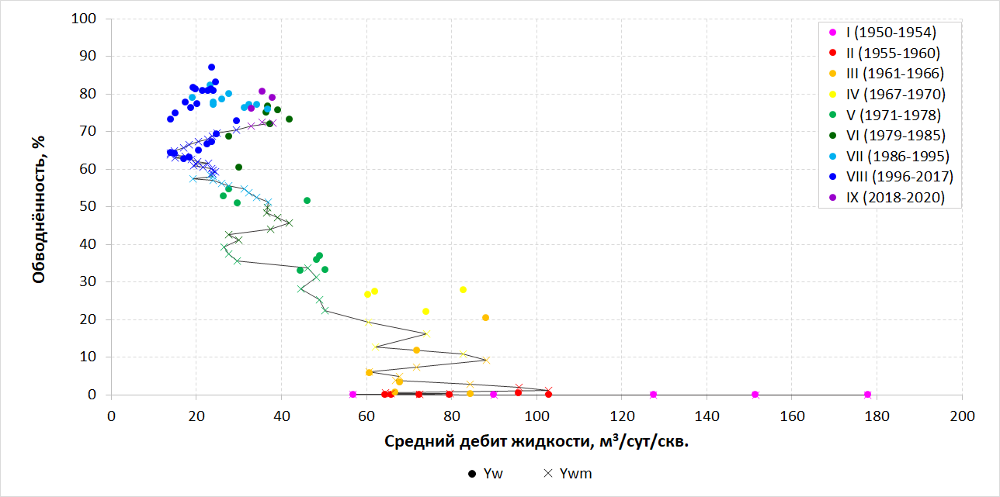 100
90
80
70
60
50
40
30
20
10
0
Обводнённость, %
I (1950-1954)
II (1955-1960)
III (1961-1966)
IV (1967-1970)
V (1971-1978)
VI (1979-1985)
VII (1986-1995)
VIII (1996-2017)
IX (2018-2020)
0 20 40 60 80 100 120 140 160 180 200
Средний дебит жидкости, м³/сут/скв.
Yw Ywm